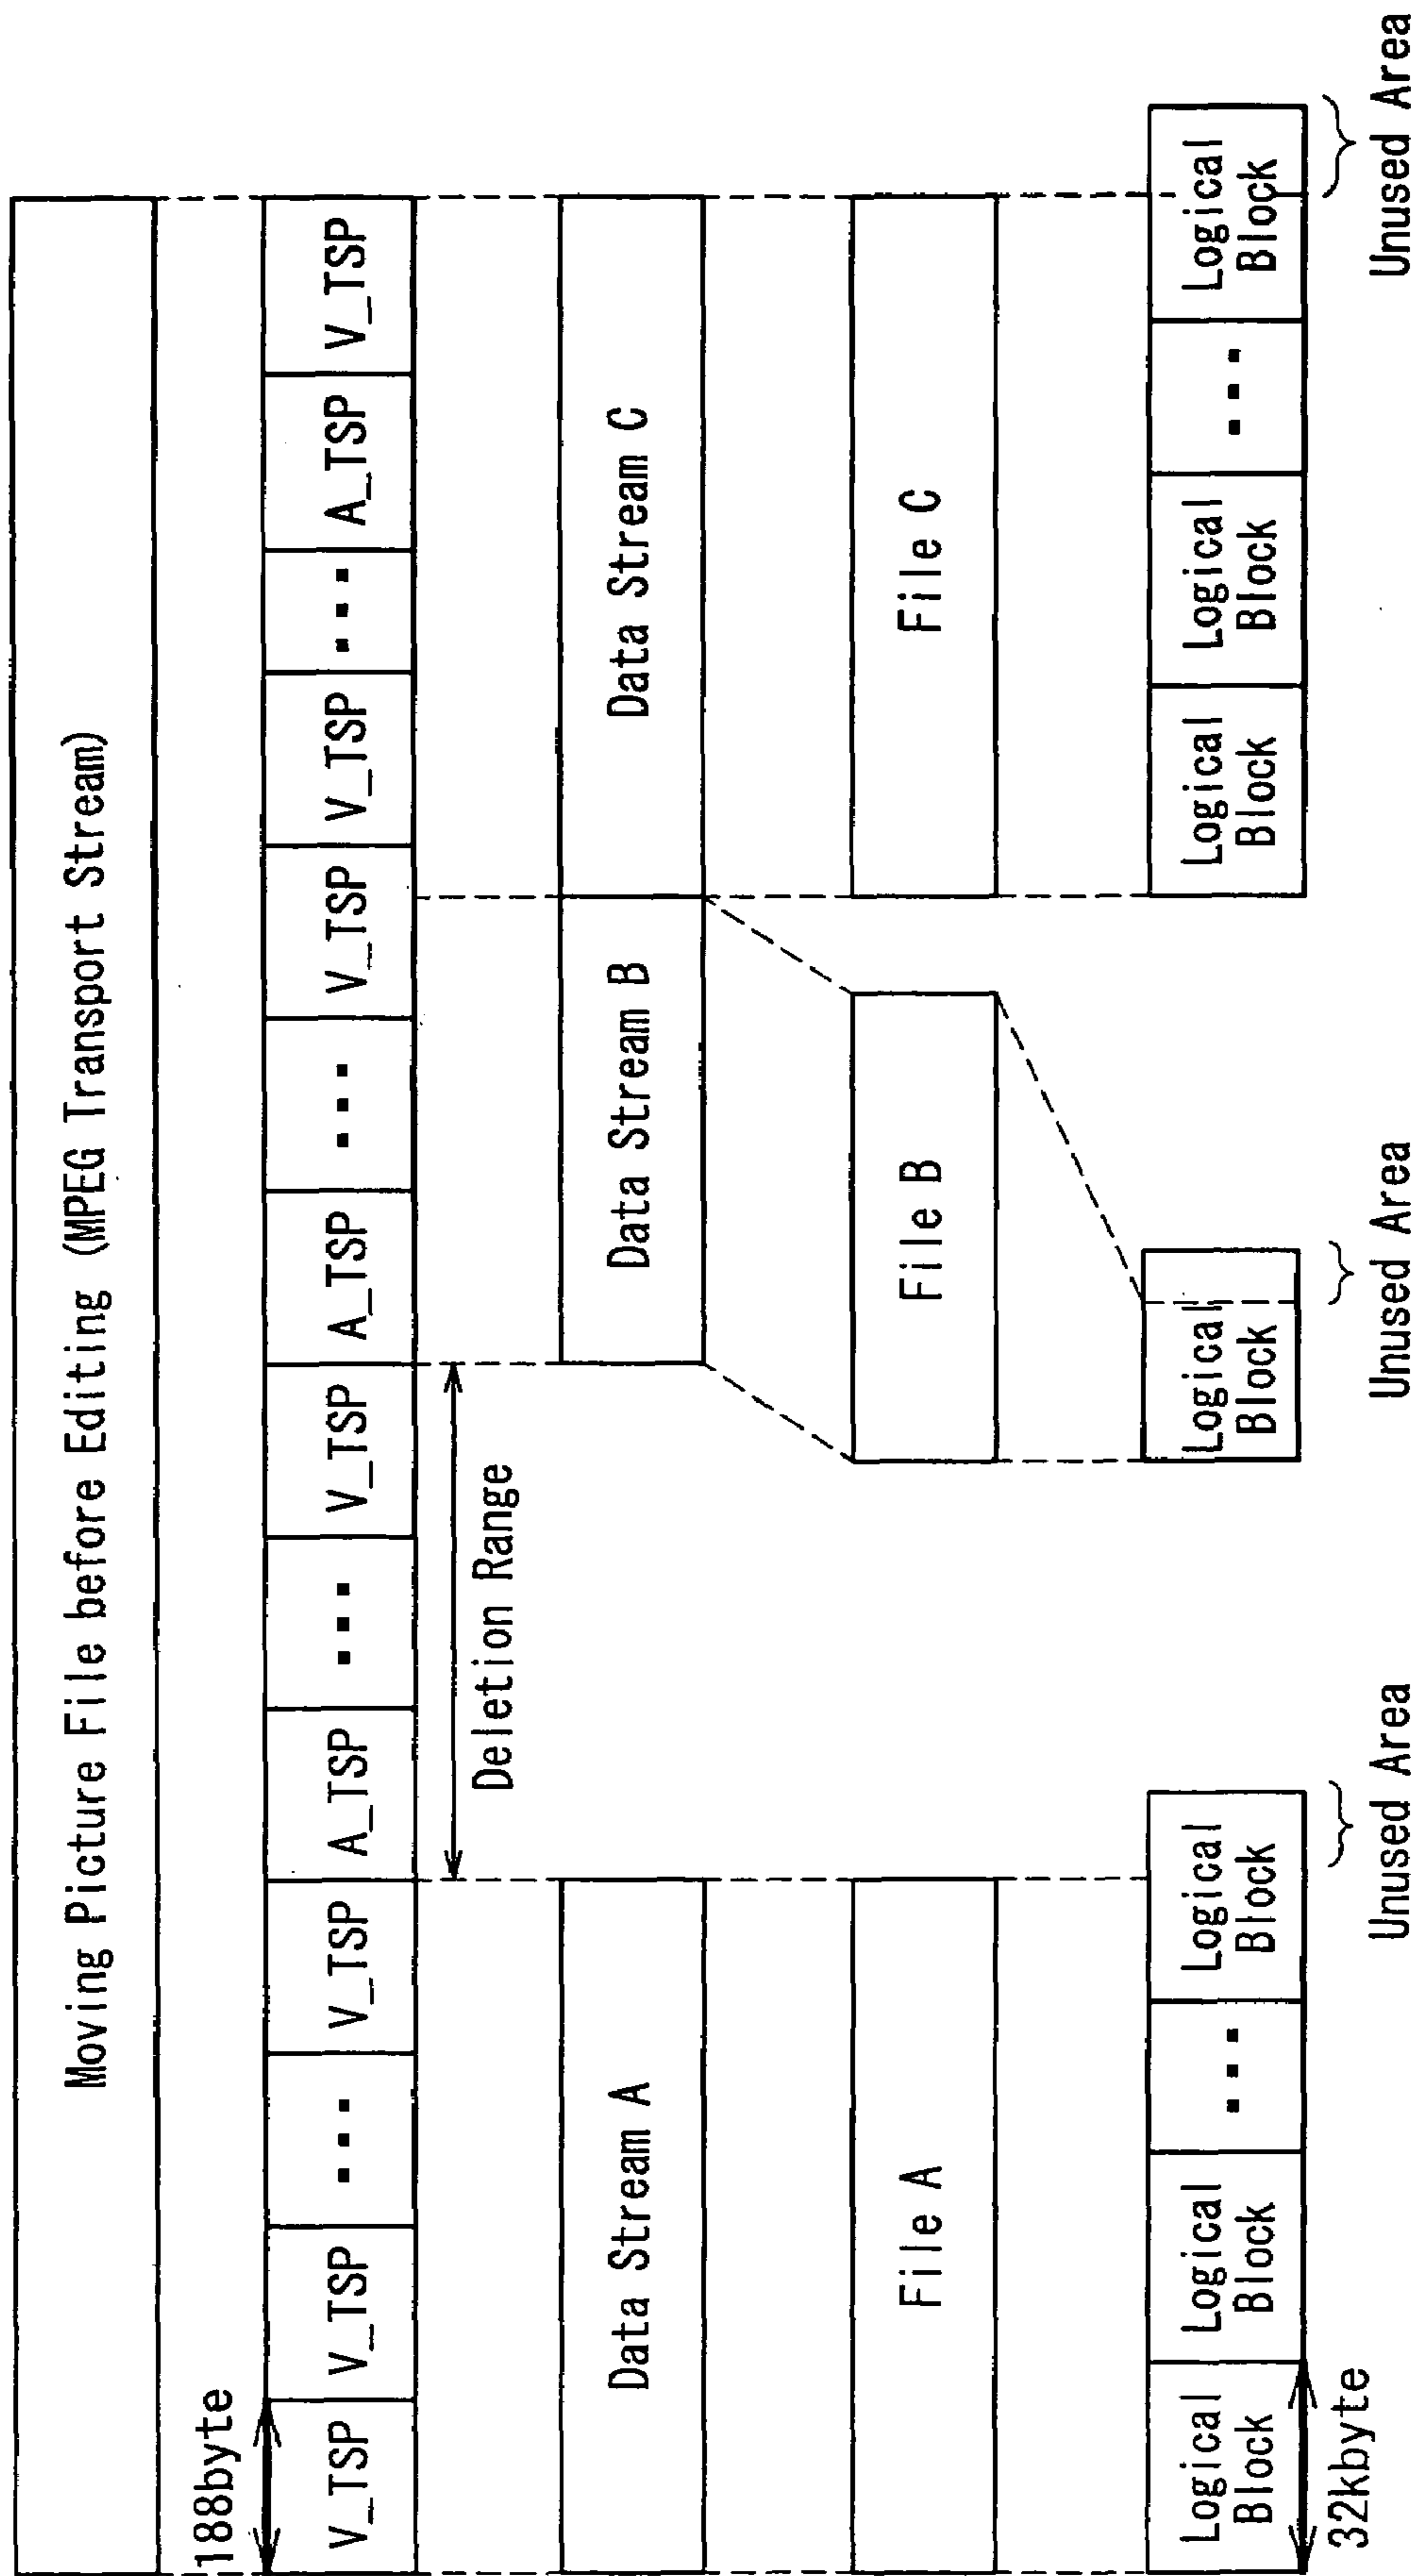 Moving Picture File before Editing (MPEG Transport Stream)
188byte
V_TSP
V_TSP
...
V_TSP
A_TSP
...
V_TSP
A_TSP
...
V_TSP
V_TSP
...
A_TSP
V_TSP
Deletion Range
Data Stream A
Data Stream B
Data Stream C
File A
File B
File C
Logical
Block
Logical
Block
...
Logical
Block
Logical
Block
Logical
Block
Logical
Block
...
Logical
Block
32kbyte
Unused Area
Unused Area
Unused Area